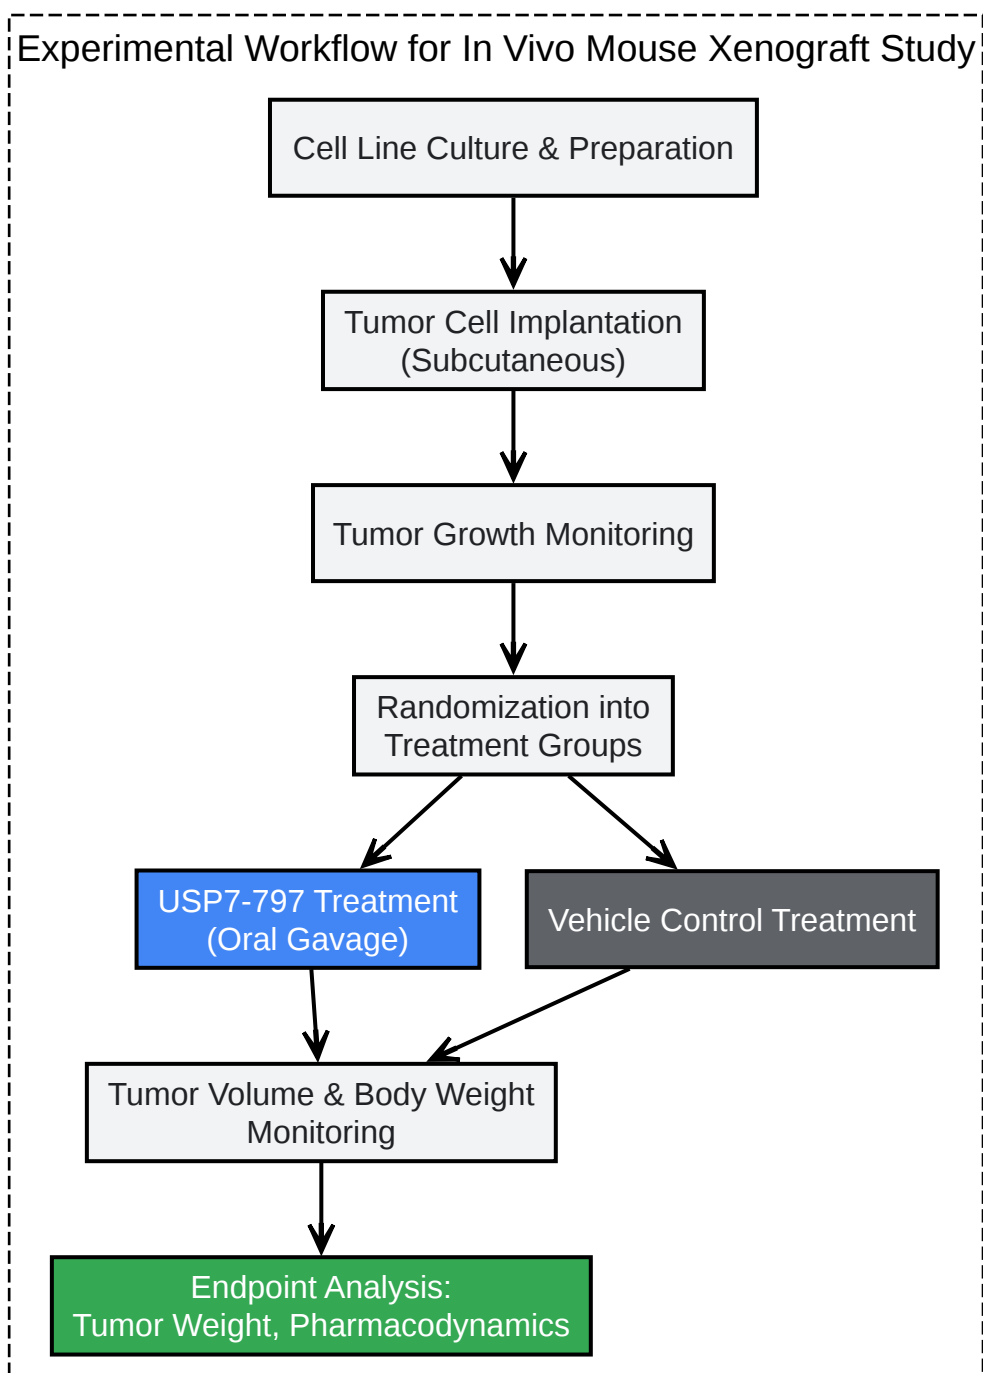 Experimental Workflow for In Vivo Mouse Xenograft Study
Cell Line Culture & Preparation
Tumor Cell Implantation
(Subcutaneous)
Tumor Growth Monitoring
Randomization into
Treatment Groups
USP7-797 Treatment
(Oral Gavage)
Vehicle Control Treatment
Tumor Volume & Body Weight
Monitoring
Endpoint Analysis:
Tumor Weight, Pharmacodynamics